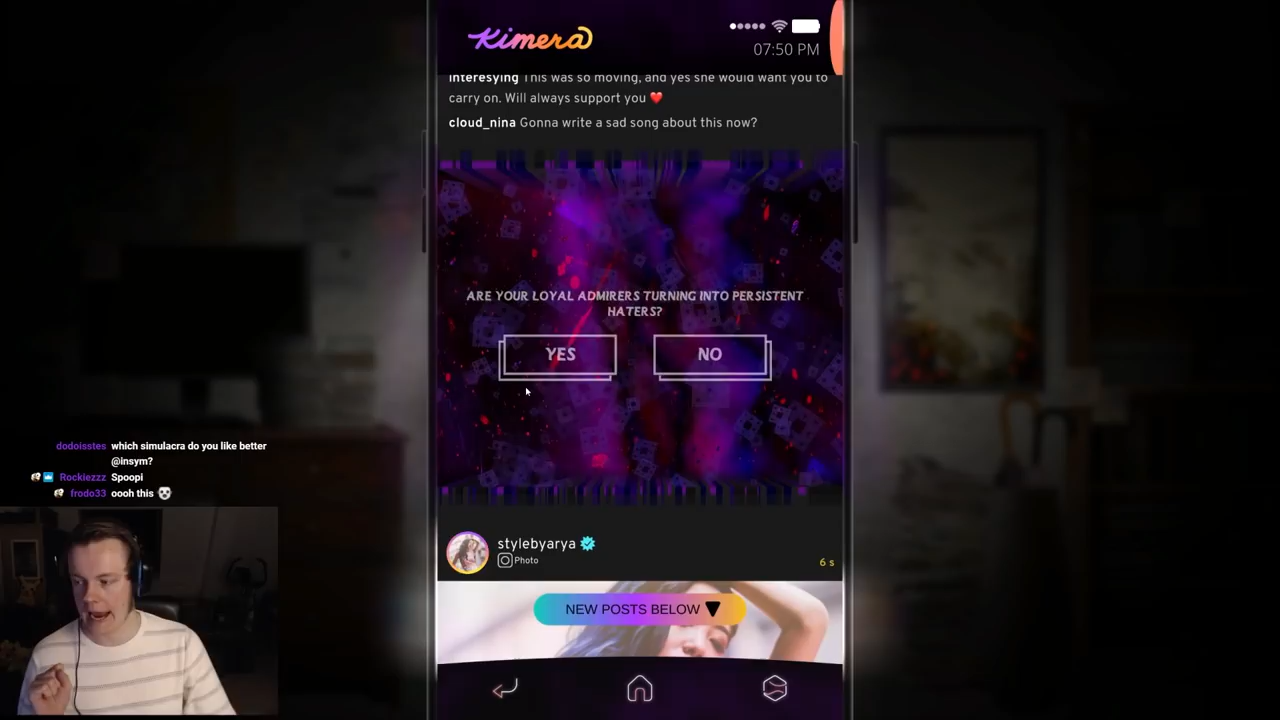 Kimera
07:50 PM
interesying This was so moving, and yes she would want you to
carry on. Will always support you ❤️
cloud_nina Gonna write a sad song about this now?
ARE YOUR LOYAL ADMIRERS TURNING INTO PERSISTENT
HATERS?
YES
NO
dodoisstes which simulacra do you like better
@insym?
Rockiezzz Spoopi
frodo33 oooh this
stylebyarya
Photo
6 s
NEW POSTS BELOW